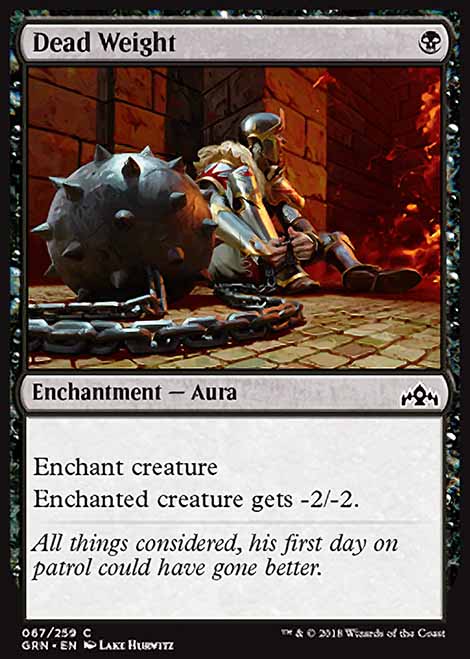 Dead Weight
Enchantment — Aura
Enchant creature
Enchanted creature gets -2/-2.
All things considered, his first day on
patrol could have gone better.
067/259 C
GRN • EN Lake Hurwitz
™ & © 2018 Wizards of the Coast